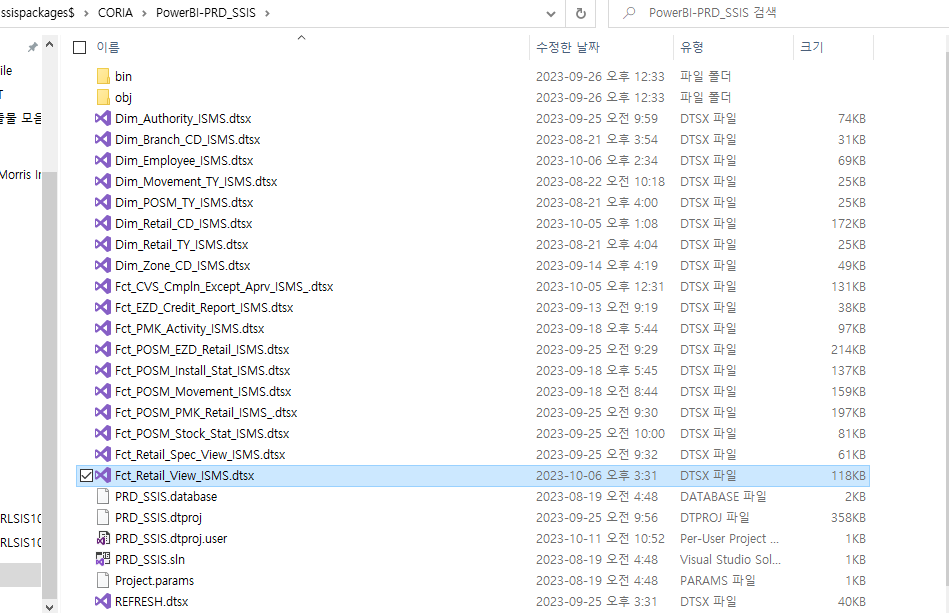 ssispackages$ > CORIA > PowerBI-PRD_SSIS >
PowerBI-PRD_SSIS 검색
이름 수정한 날짜 유형 크기
bin 2023-09-26 오후 12:33 파일 폴더
obj 2023-09-26 오후 12:33 파일 폴더
Dim_Authority_ISMS.dtsx 2023-09-25 오전 9:59 DTSX 파일 74KB
Dim_Branch_CD_ISMS.dtsx 2023-08-21 오후 3:54 DTSX 파일 31KB
Dim_Employee_ISMS.dtsx 2023-10-06 오후 2:34 DTSX 파일 69KB
Dim_Movement_TY_ISMS.dtsx 2023-08-22 오전 10:18 DTSX 파일 25KB
Dim_POSM_TY_ISMS.dtsx 2023-08-21 오후 4:00 DTSX 파일 25KB
Dim_Retail_CD_ISMS.dtsx 2023-10-05 오후 1:08 DTSX 파일 172KB
Dim_Retail_TY_ISMS.dtsx 2023-08-21 오후 4:04 DTSX 파일 25KB
Dim_Zone_CD_ISMS.dtsx 2023-09-14 오후 4:19 DTSX 파일 49KB
Fct_CVS_Cmpln_Except_Aprv_ISMS_.dtsx 2023-10-05 오후 12:31 DTSX 파일 131KB
Fct_EZD_Credit_Report_ISMS.dtsx 2023-09-13 오전 9:19 DTSX 파일 38KB
Fct_PMK_Activity_ISMS.dtsx 2023-09-18 오후 5:44 DTSX 파일 97KB
Fct_POSM_EZD_Retail_ISMS.dtsx 2023-09-25 오전 9:29 DTSX 파일 214KB
Fct_POSM_Install_Stat_ISMS.dtsx 2023-09-18 오후 5:45 DTSX 파일 137KB
Fct_POSM_Movement_ISMS.dtsx 2023-09-18 오후 8:44 DTSX 파일 159KB
Fct_POSM_PMK_Retail_ISMS_.dtsx 2023-09-25 오전 9:30 DTSX 파일 197KB
Fct_POSM_Stock_Stat_ISMS.dtsx 2023-09-25 오전 10:00 DTSX 파일 81KB
Fct_Retail_Spec_View_ISMS.dtsx 2023-09-25 오전 9:32 DTSX 파일 61KB
Fct_Retail_View_ISMS.dtsx 2023-10-06 오후 3:31 DTSX 파일 118KB
PRD_SSIS.database 2023-08-19 오전 4:48 DATABASE 파일 2KB
PRD_SSIS.dtproj 2023-09-25 오전 9:56 DTPROJ 파일 358KB
PRD_SSIS.dtproj.user 2023-10-11 오전 10:52 Per-User Project ... 1KB
PRD_SSIS.sln 2023-08-19 오전 4:48 Visual Studio Sol... 1KB
Project.params 2023-08-19 오전 4:48 PARAMS 파일 1KB
REFRESH.dtsx 2023-09-25 오후 3:31 DTSX 파일 40KB
ile
물 모음
Morris
RLSIS10
RLSIS10